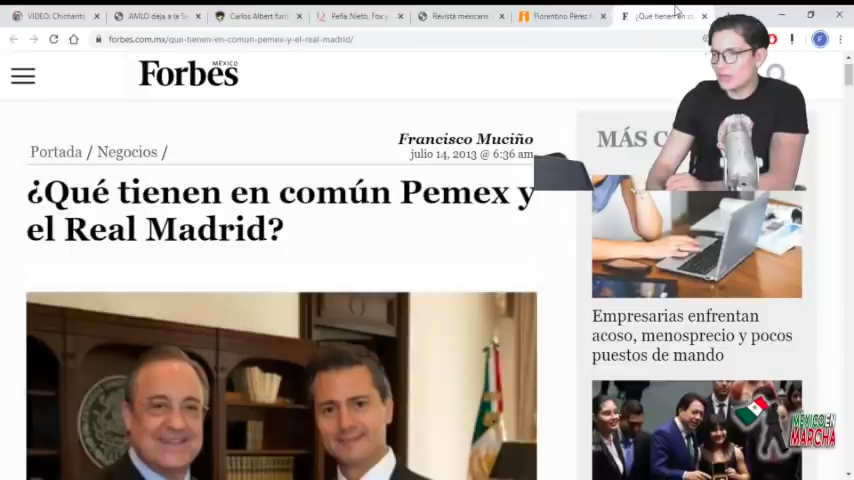 VIDEO: Chicharito
AMLO deja a la S
Carlos Albert fusti
Peña Nieto, Fox y
Revista mexicana
Florentino Pérez f
¿Qué tienen en co
forbes.com.mx/que-tienen-en-comun-pemex-y-el-real-madrid/
Forbes
MÉXICO
Portada / Negocios /
Francisco Muciño
julio 14, 2013 @ 6:36 am
¿Qué tienen en común Pemex y
el Real Madrid?
MÁS C
Empresarias enfrentan
acoso, menosprecio y pocos
puestos de mando
MÉXICO EN
MARCHA